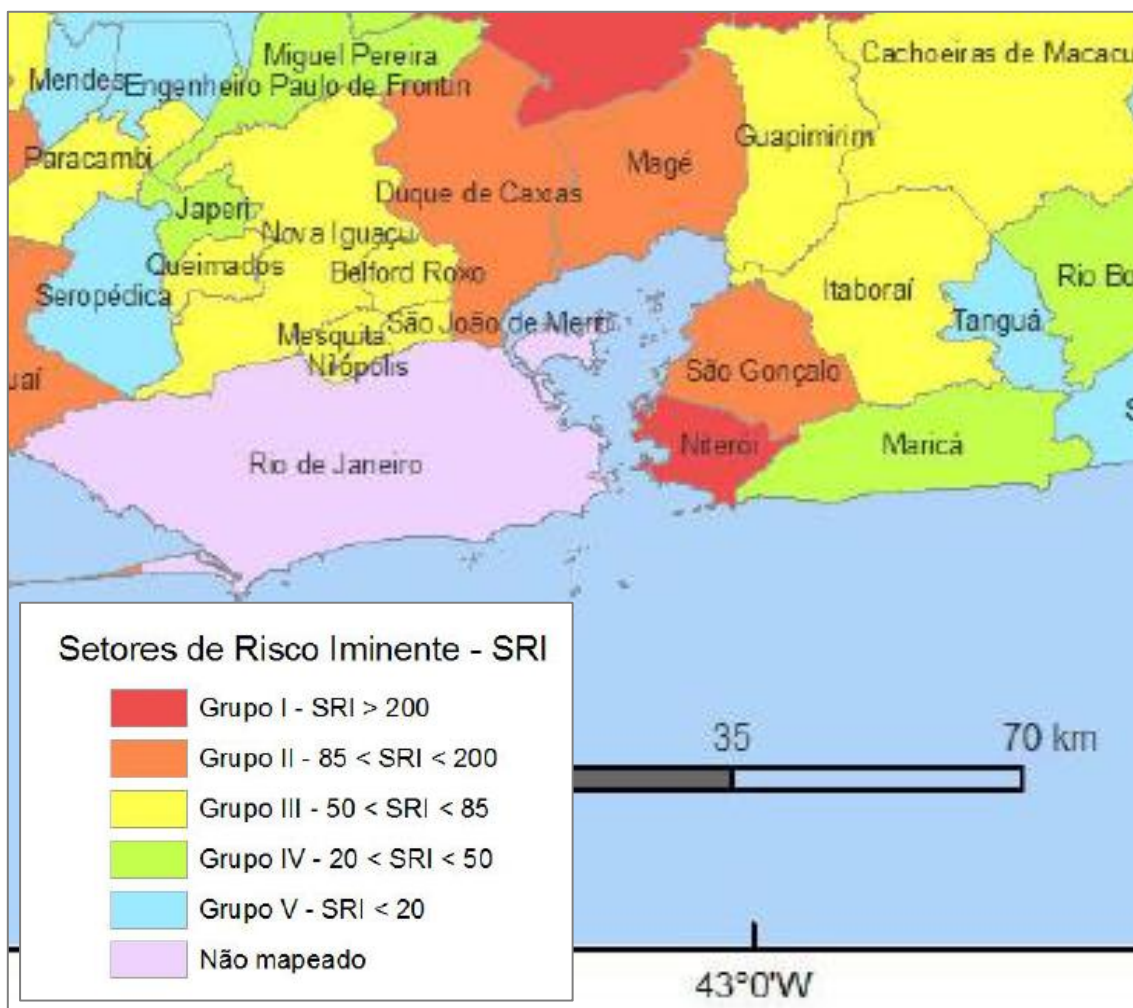 Miguel Pereira
Cachoeiras de Macacu
Mendes
Engenheiro Paulo de Frontin
Guapimirim
Paracambi
Magé
Duque de Caxias
Japeri
Nova Iguaçu
Queimados
Belford Roxo
Itaboraí
Rio Bo
Seropédica
Tanguá
São João de Meriti
Mesquita
Nilópolis
São Gonçalo
uaí
S
Niterói
Maricá
Rio de Janeiro
Setores de Risco Iminente - SRI
Grupo I - SRI > 200
Grupo II - 85 < SRI < 200
Grupo III - 50 < SRI < 85
Grupo IV - 20 < SRI < 50
Grupo V - SRI < 20
Não mapeado
35
70 km
43°0'W